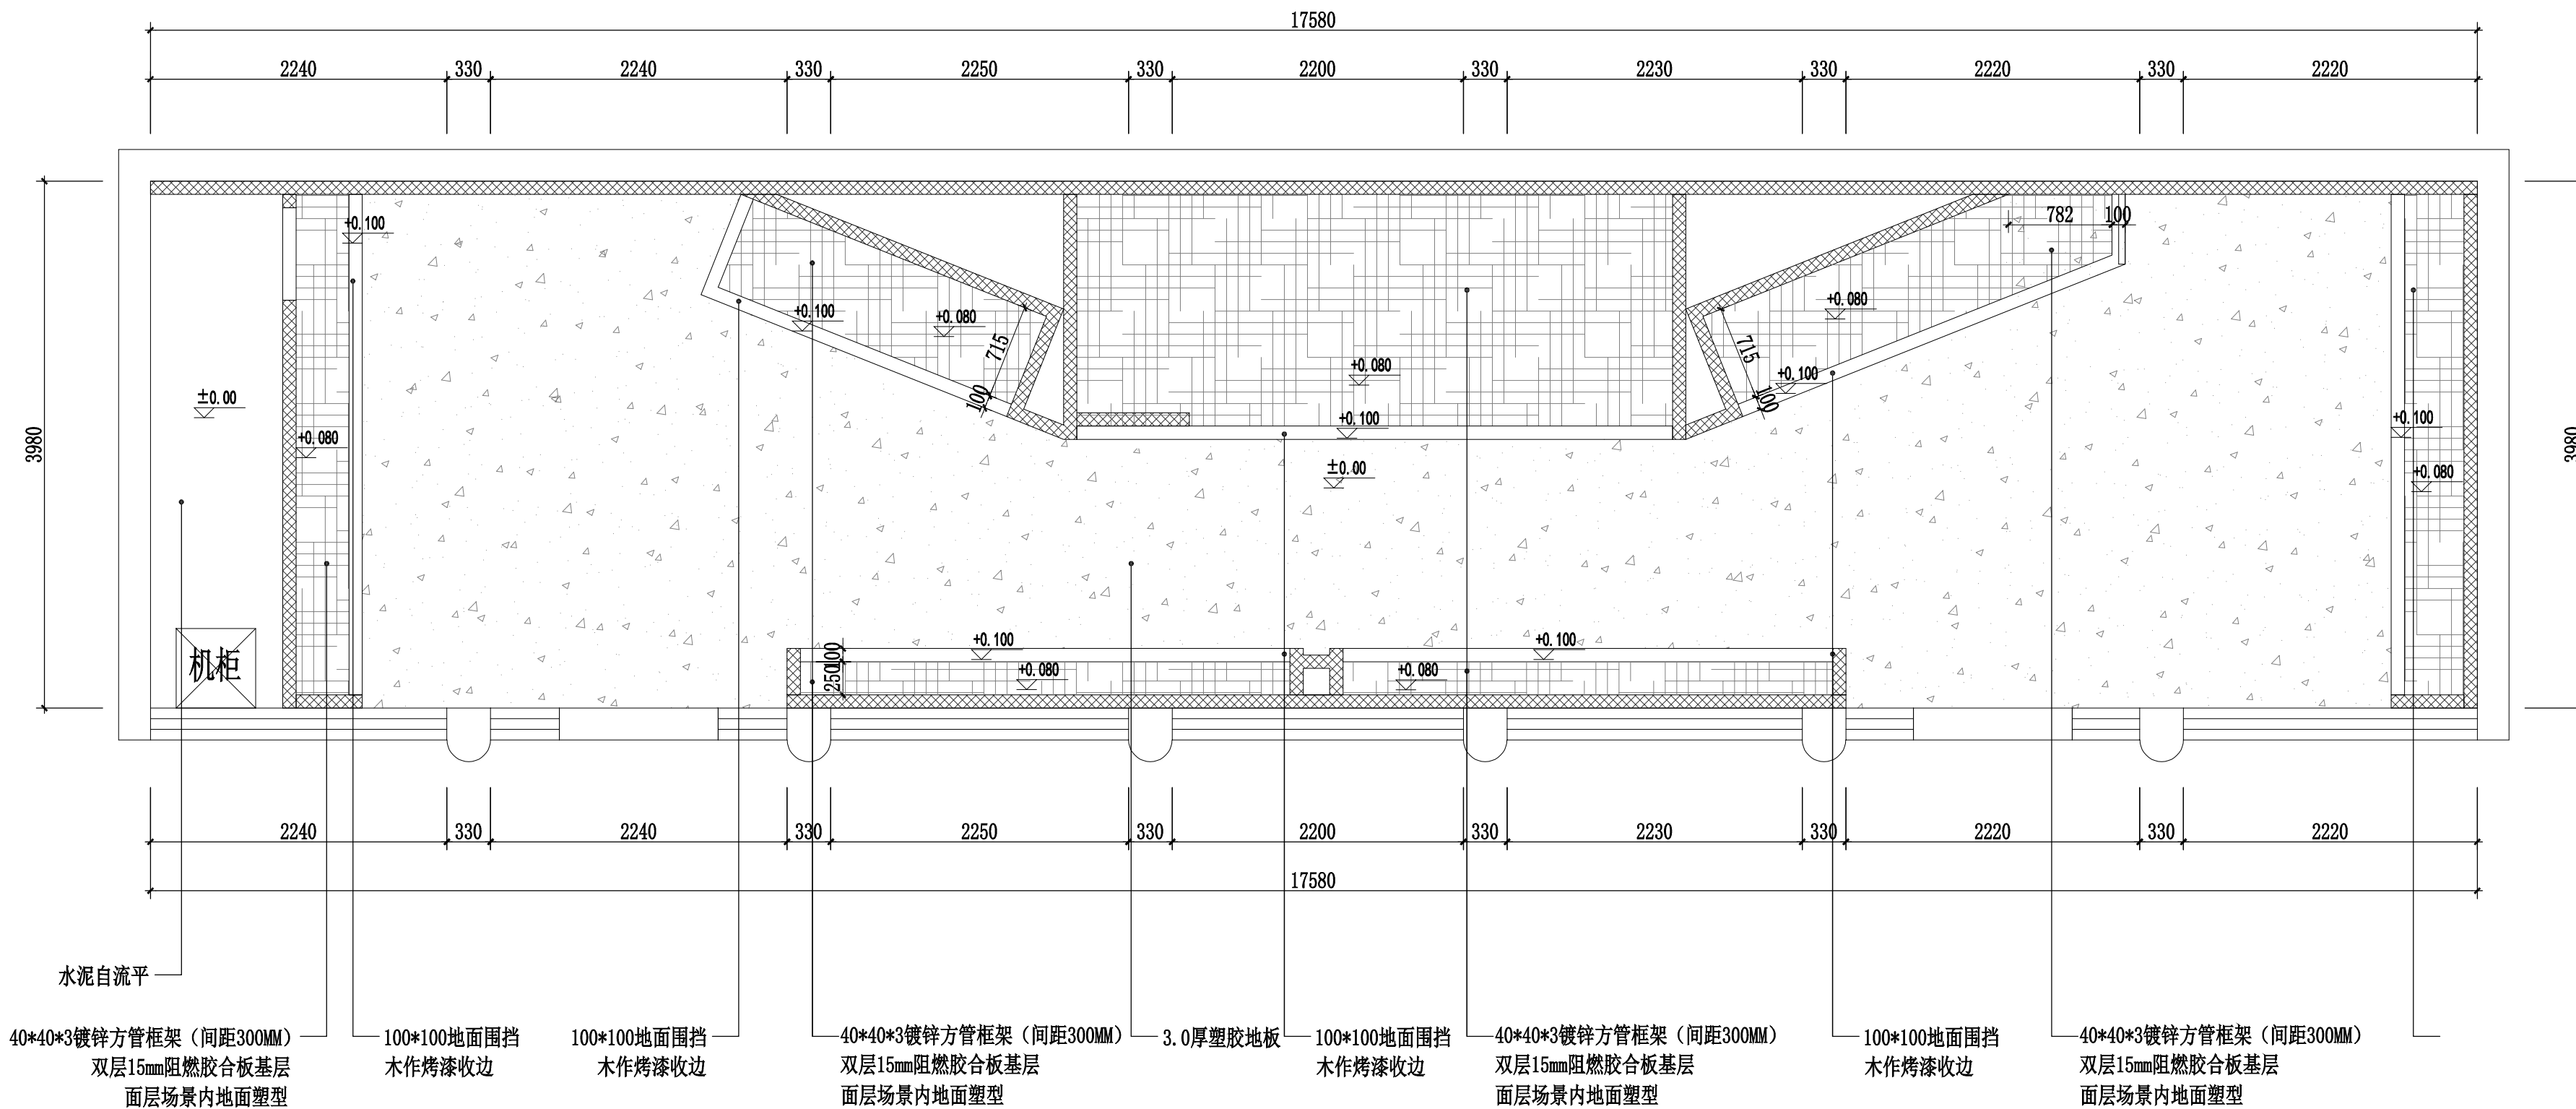 17580
2240 330 2240 330 2250 330 2200 330 2230 330 2220 330 2220
782 100
+0.100
+0.100 +0.080 +0.080
715 715
+0.080 +0.100
100 100
±0.00 +0.100 +0.100
+0.080
3980 3980
±0.00 +0.080
+0.100 +0.100
机柜
100
250
+0.080 +0.080
2240 330 2240 330 2250 330 2200 330 2230 330 2220 330 2220
17580
水泥自流平
40*40*3镀锌方管框架（间距300MM）
双层15mm阻燃胶合板基层
面层场景内地面塑型
100*100地面围挡
木作烤漆收边
100*100地面围挡
木作烤漆收边
40*40*3镀锌方管框架（间距300MM）
双层15mm阻燃胶合板基层
面层场景内地面塑型
3.0厚塑胶地板
100*100地面围挡
木作烤漆收边
40*40*3镀锌方管框架（间距300MM）
双层15mm阻燃胶合板基层
面层场景内地面塑型
100*100地面围挡
木作烤漆收边
40*40*3镀锌方管框架（间距300MM）
双层15mm阻燃胶合板基层
面层场景内地面塑型